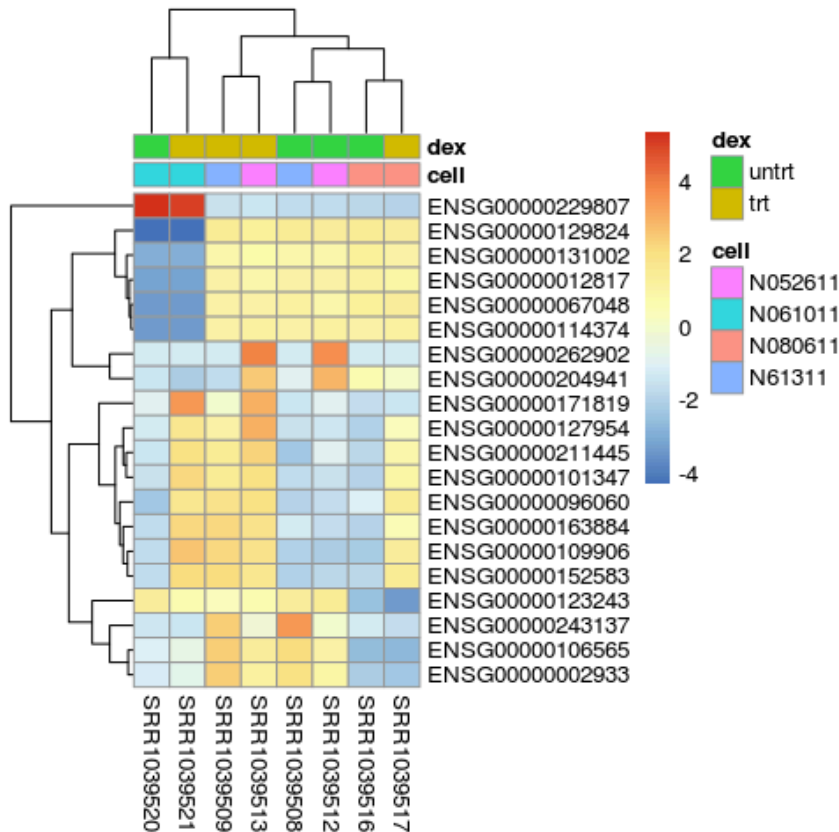 dex
cell
ENSG00000229807
ENSG00000129824
ENSG00000131002
ENSG00000012817
ENSG00000067048
ENSG00000114374
ENSG00000262902
ENSG00000204941
ENSG00000171819
ENSG00000127954
ENSG00000211445
ENSG00000101347
ENSG00000096060
ENSG00000163884
ENSG00000109906
ENSG00000152583
ENSG00000123243
ENSG00000243137
ENSG00000106565
ENSG00000002933
SRR1039520
SRR1039521
SRR1039509
SRR1039513
SRR1039508
SRR1039512
SRR1039516
SRR1039517
4
2
0
-2
-4
dex
untrt
trt
cell
N052611
N061011
N080611
N61311